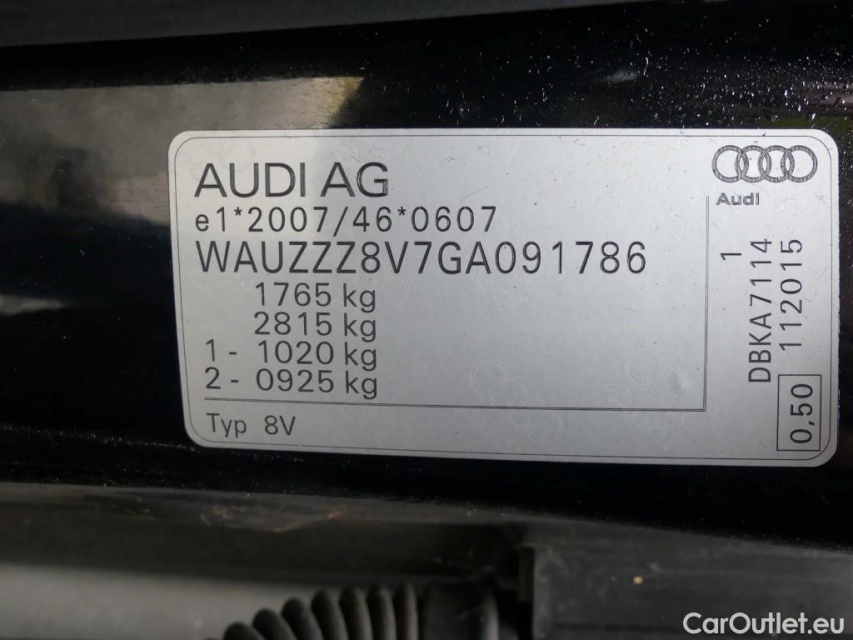 AUDI AG
e1*2007/46*0607
WAUZZZ8V7GA091786
1765 kg
2815 kg
1 - 1020 kg
2 - 0925 kg
Typ 8V
Audi
1
DBKA7114
112015
0,50
CarOutlet.eu